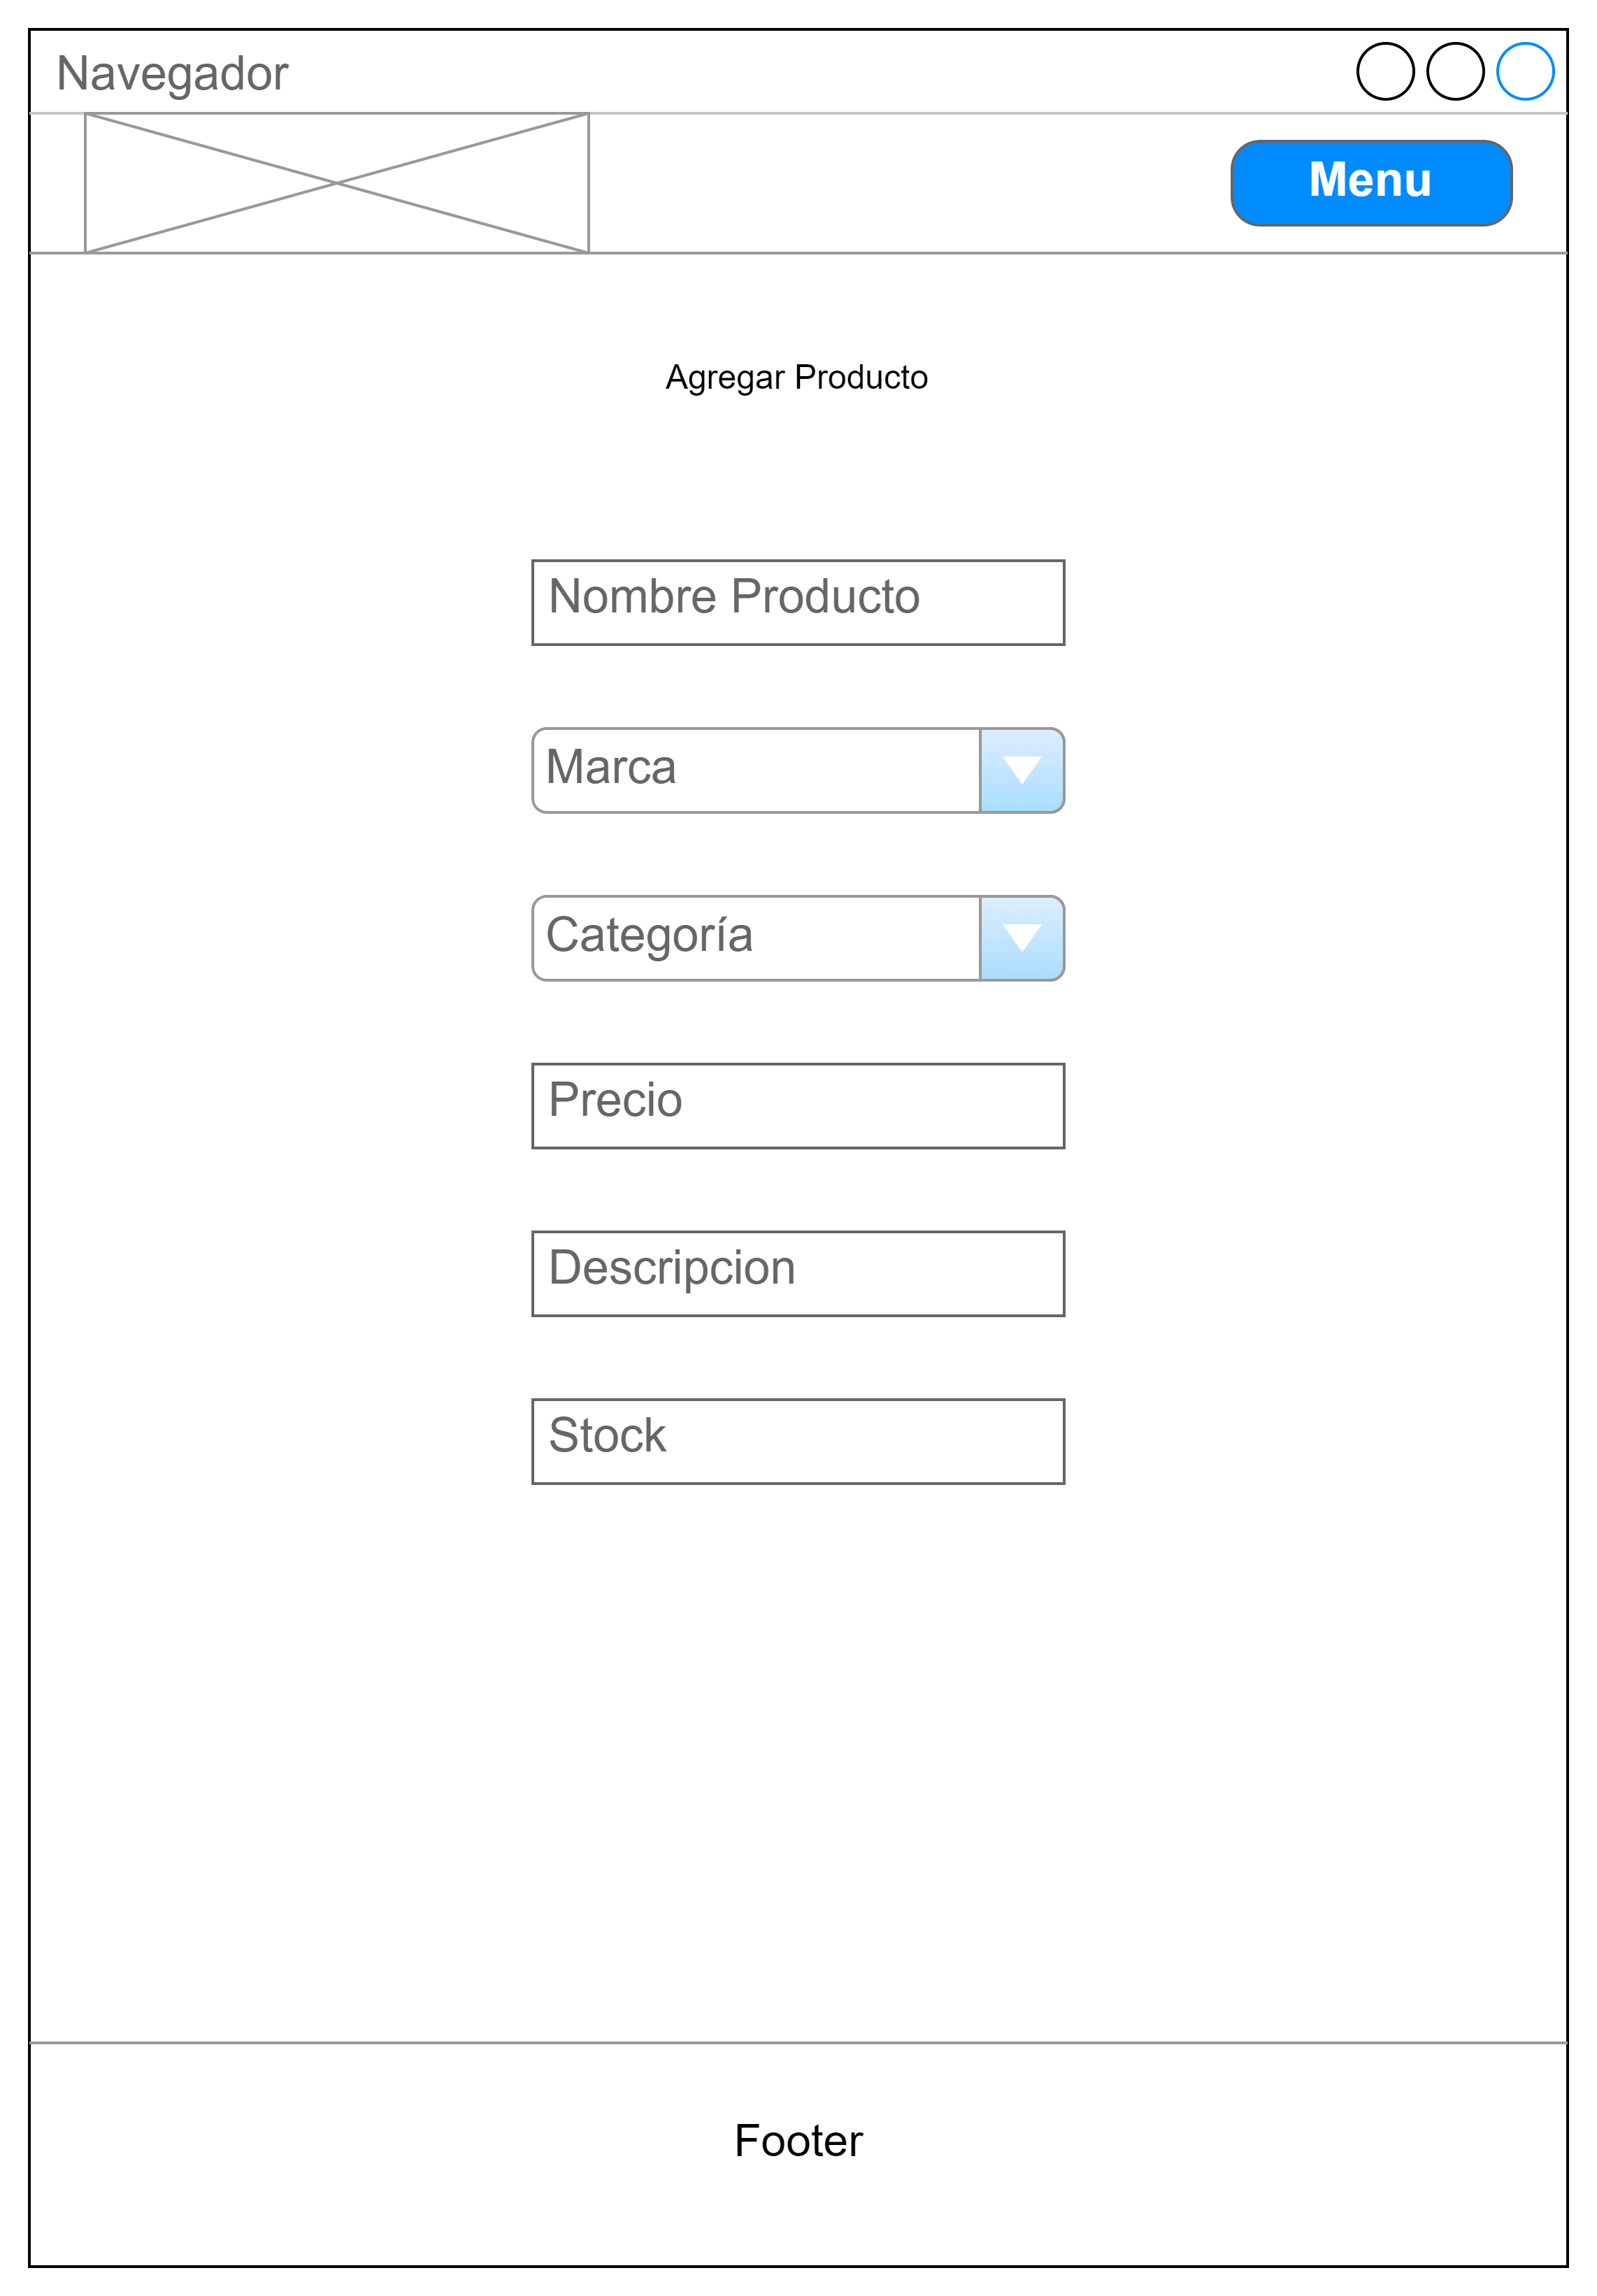 Navegador
Menu
Agregar Producto
Nombre Producto
Marca
Categoría
Precio
Descripcion
Stock
Footer